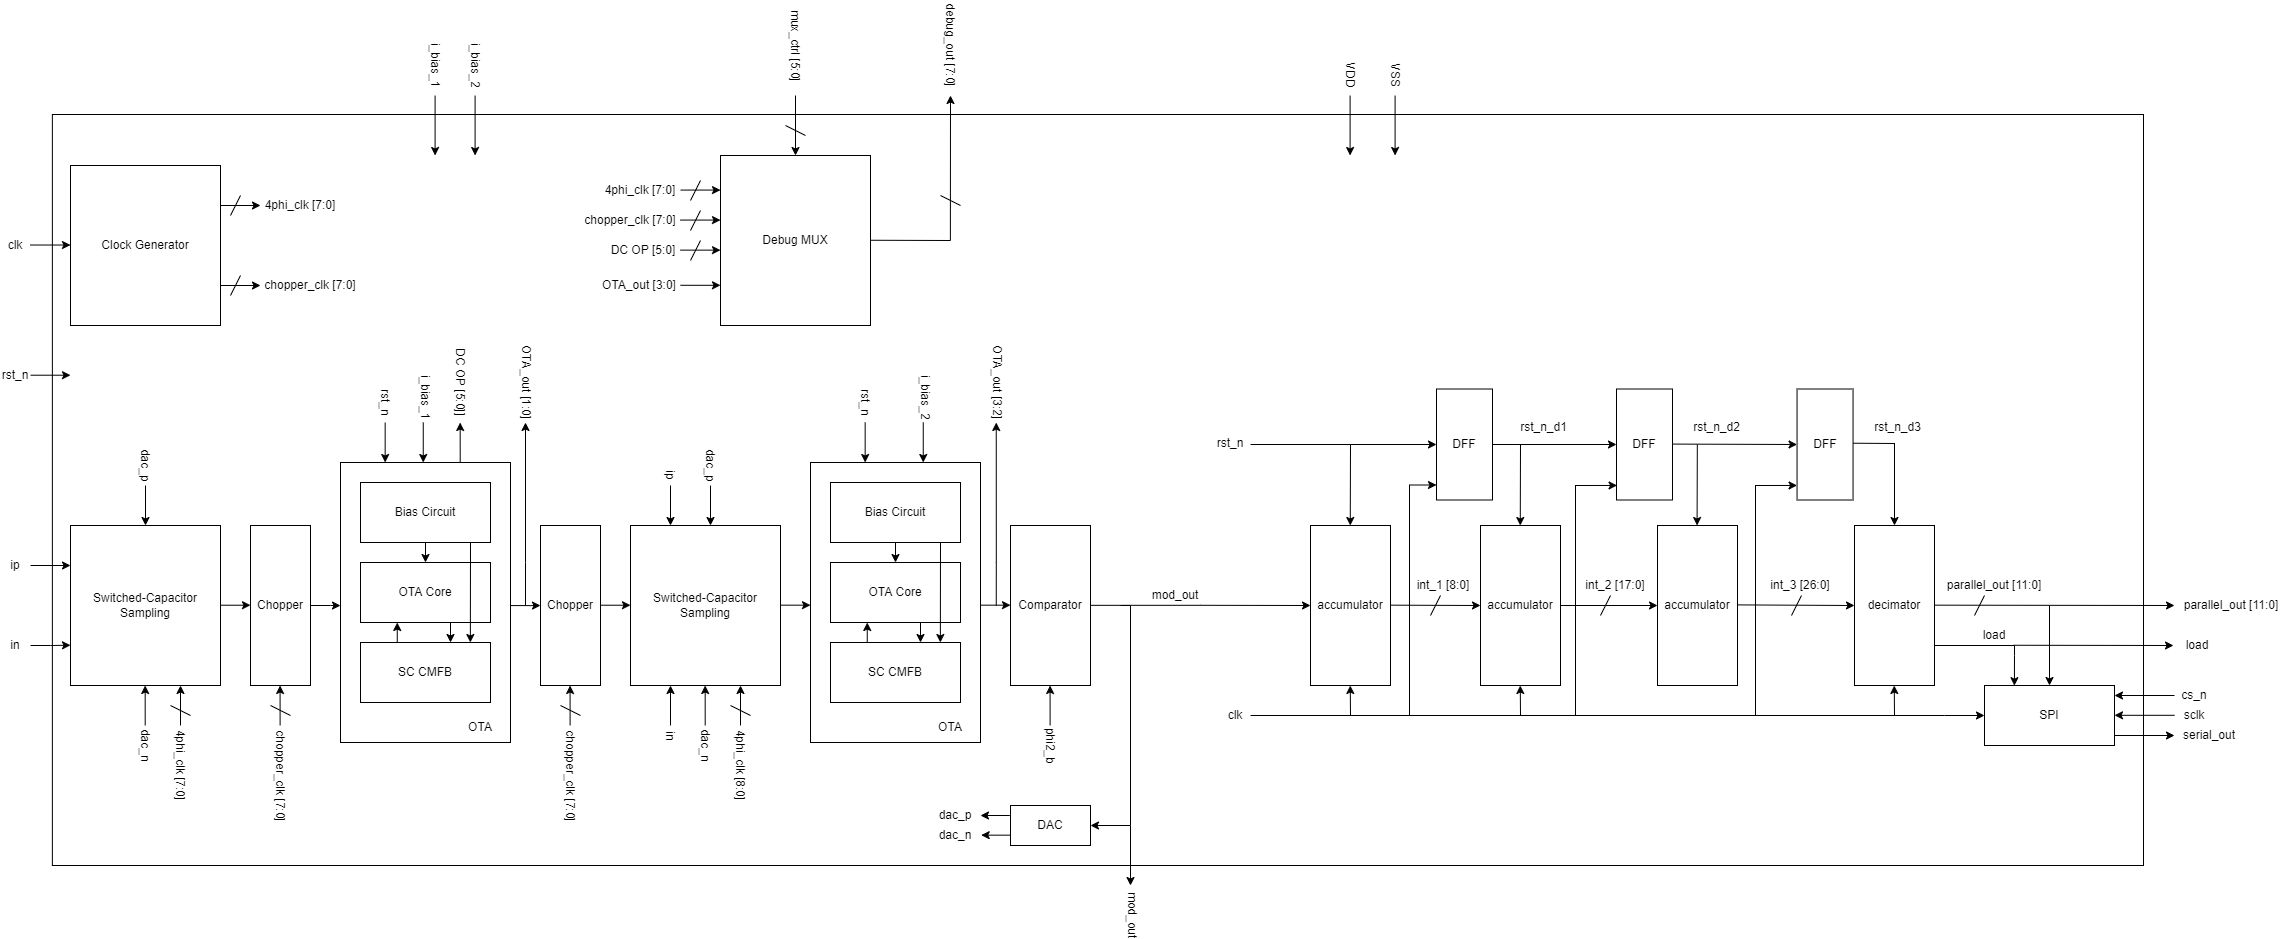 i_bias_1
i_bias_2
mux_ctrl [5:0]
debug_out [7:0]
VDD
VSS
clk
Clock Generator
4phi_clk [7:0]
chopper_clk [7:0]
4phi_clk [7:0]
chopper_clk [7:0]
DC OP [5:0]
OTA_out [3:0]
Debug MUX
rst_n
dac_p
ip
in
Switched-Capacitor
Sampling
dac_n
4phi_clk [7:0]
Chopper
chopper_clk [7:0]
rst_n
i_bias_1
DC OP [5:0]]
OTA_out [1:0]
Bias Circuit
OTA Core
SC CMFB
OTA
Chopper
chopper_clk [7:0]
ip
dac_p
Switched-Capacitor
Sampling
in
dac_n
4phi_clk [8:0]
rst_n
i_bias_2
OTA_out [3:2]
Bias Circuit
OTA Core
SC CMFB
OTA
Comparator
phi2_b
mod_out
dac_p
dac_n
DAC
mod_out
rst_n
DFF
rst_n_d1
DFF
rst_n_d2
DFF
rst_n_d3
accumulator
int_1 [8:0]
accumulator
int_2 [17:0]
accumulator
int_3 [26:0]
decimator
parallel_out [11:0]
parallel_out [11:0]
load
load
clk
SPI
cs_n
sclk
serial_out